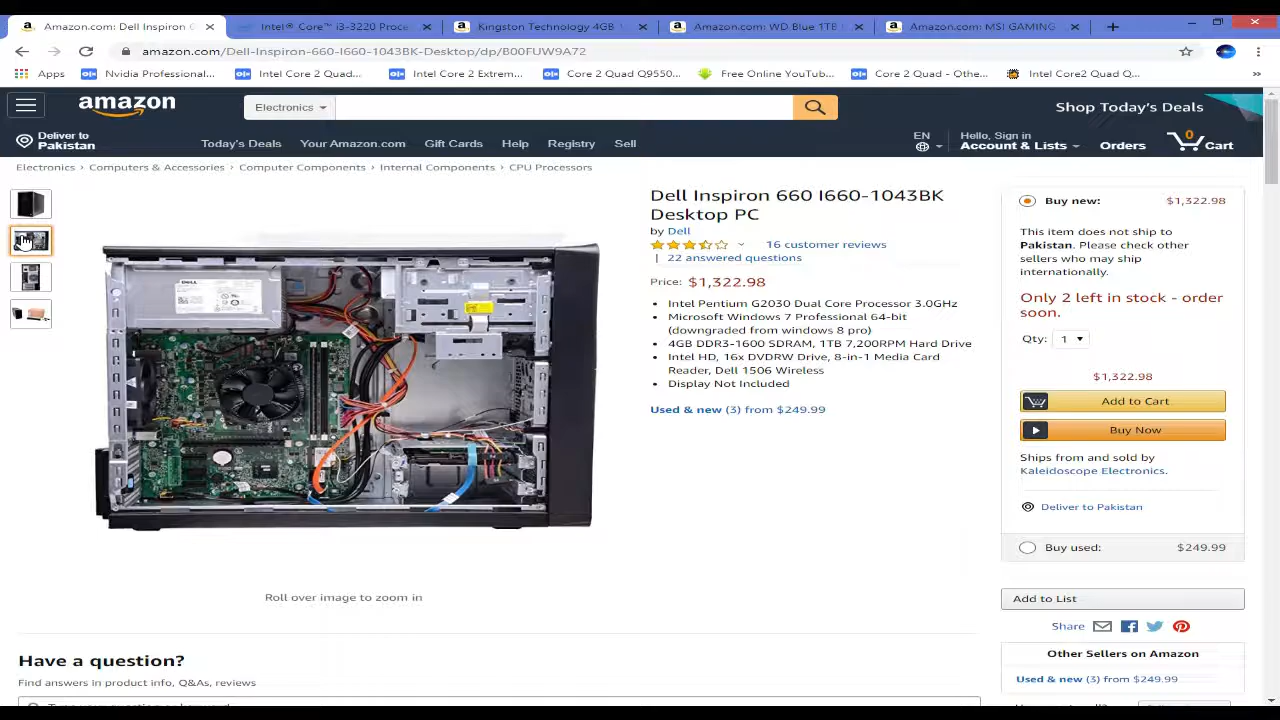 Amazon.com: Dell Inspiron 660 I
Intel® Core™ i3-3220 Proce
Kingston Technology 4GB
Amazon.com: WD Blue 1TB
Amazon.com: MSI GAMING
amazon.com/Dell-Inspiron-660-I660-1043BK-Desktop/dp/B00FUW9A72
Apps
Nvidia Professional...
Intel Core 2 Quad...
Intel Core 2 Extrem...
Core 2 Quad Q9550...
Free Online YouTub...
Core 2 Quad - Othe...
Intel Core2 Quad Q...
amazon
Electronics
Shop Today's Deals
Deliver to
Pakistan
Today's Deals
Your Amazon.com
Gift Cards
Help
Registry
Sell
EN
Hello, Sign in
Account & Lists
Orders
0
Cart
Electronics › Computers & Accessories › Computer Components › Internal Components › CPU Processors
Dell Inspiron 660 I660-1043BK
Desktop PC
by Dell
16 customer reviews
| 22 answered questions
Price: $1,322.98
• Intel Pentium G2030 Dual Core Processor 3.0GHz
• Microsoft Windows 7 Professional 64-bit
(downgraded from windows 8 pro)
• 4GB DDR3-1600 SDRAM, 1TB 7,200RPM Hard Drive
• Intel HD, 16x DVDRW Drive, 8-in-1 Media Card
Reader, Dell 1506 Wireless
• Display Not Included
Used & new (3) from $249.99
DELL
Roll over image to zoom in
Buy new: $1,322.98
This item does not ship to
Pakistan. Please check other
sellers who may ship
internationally.
Only 2 left in stock - order
soon.
Qty: 1
$1,322.98
Add to Cart
Buy Now
Ships from and sold by
Kaleidoscope Electronics.
Deliver to Pakistan
Buy used: $249.99
Add to List
Share
Other Sellers on Amazon
Used & new (3) from $249.99
Have a question?
Find answers in product info, Q&As, reviews